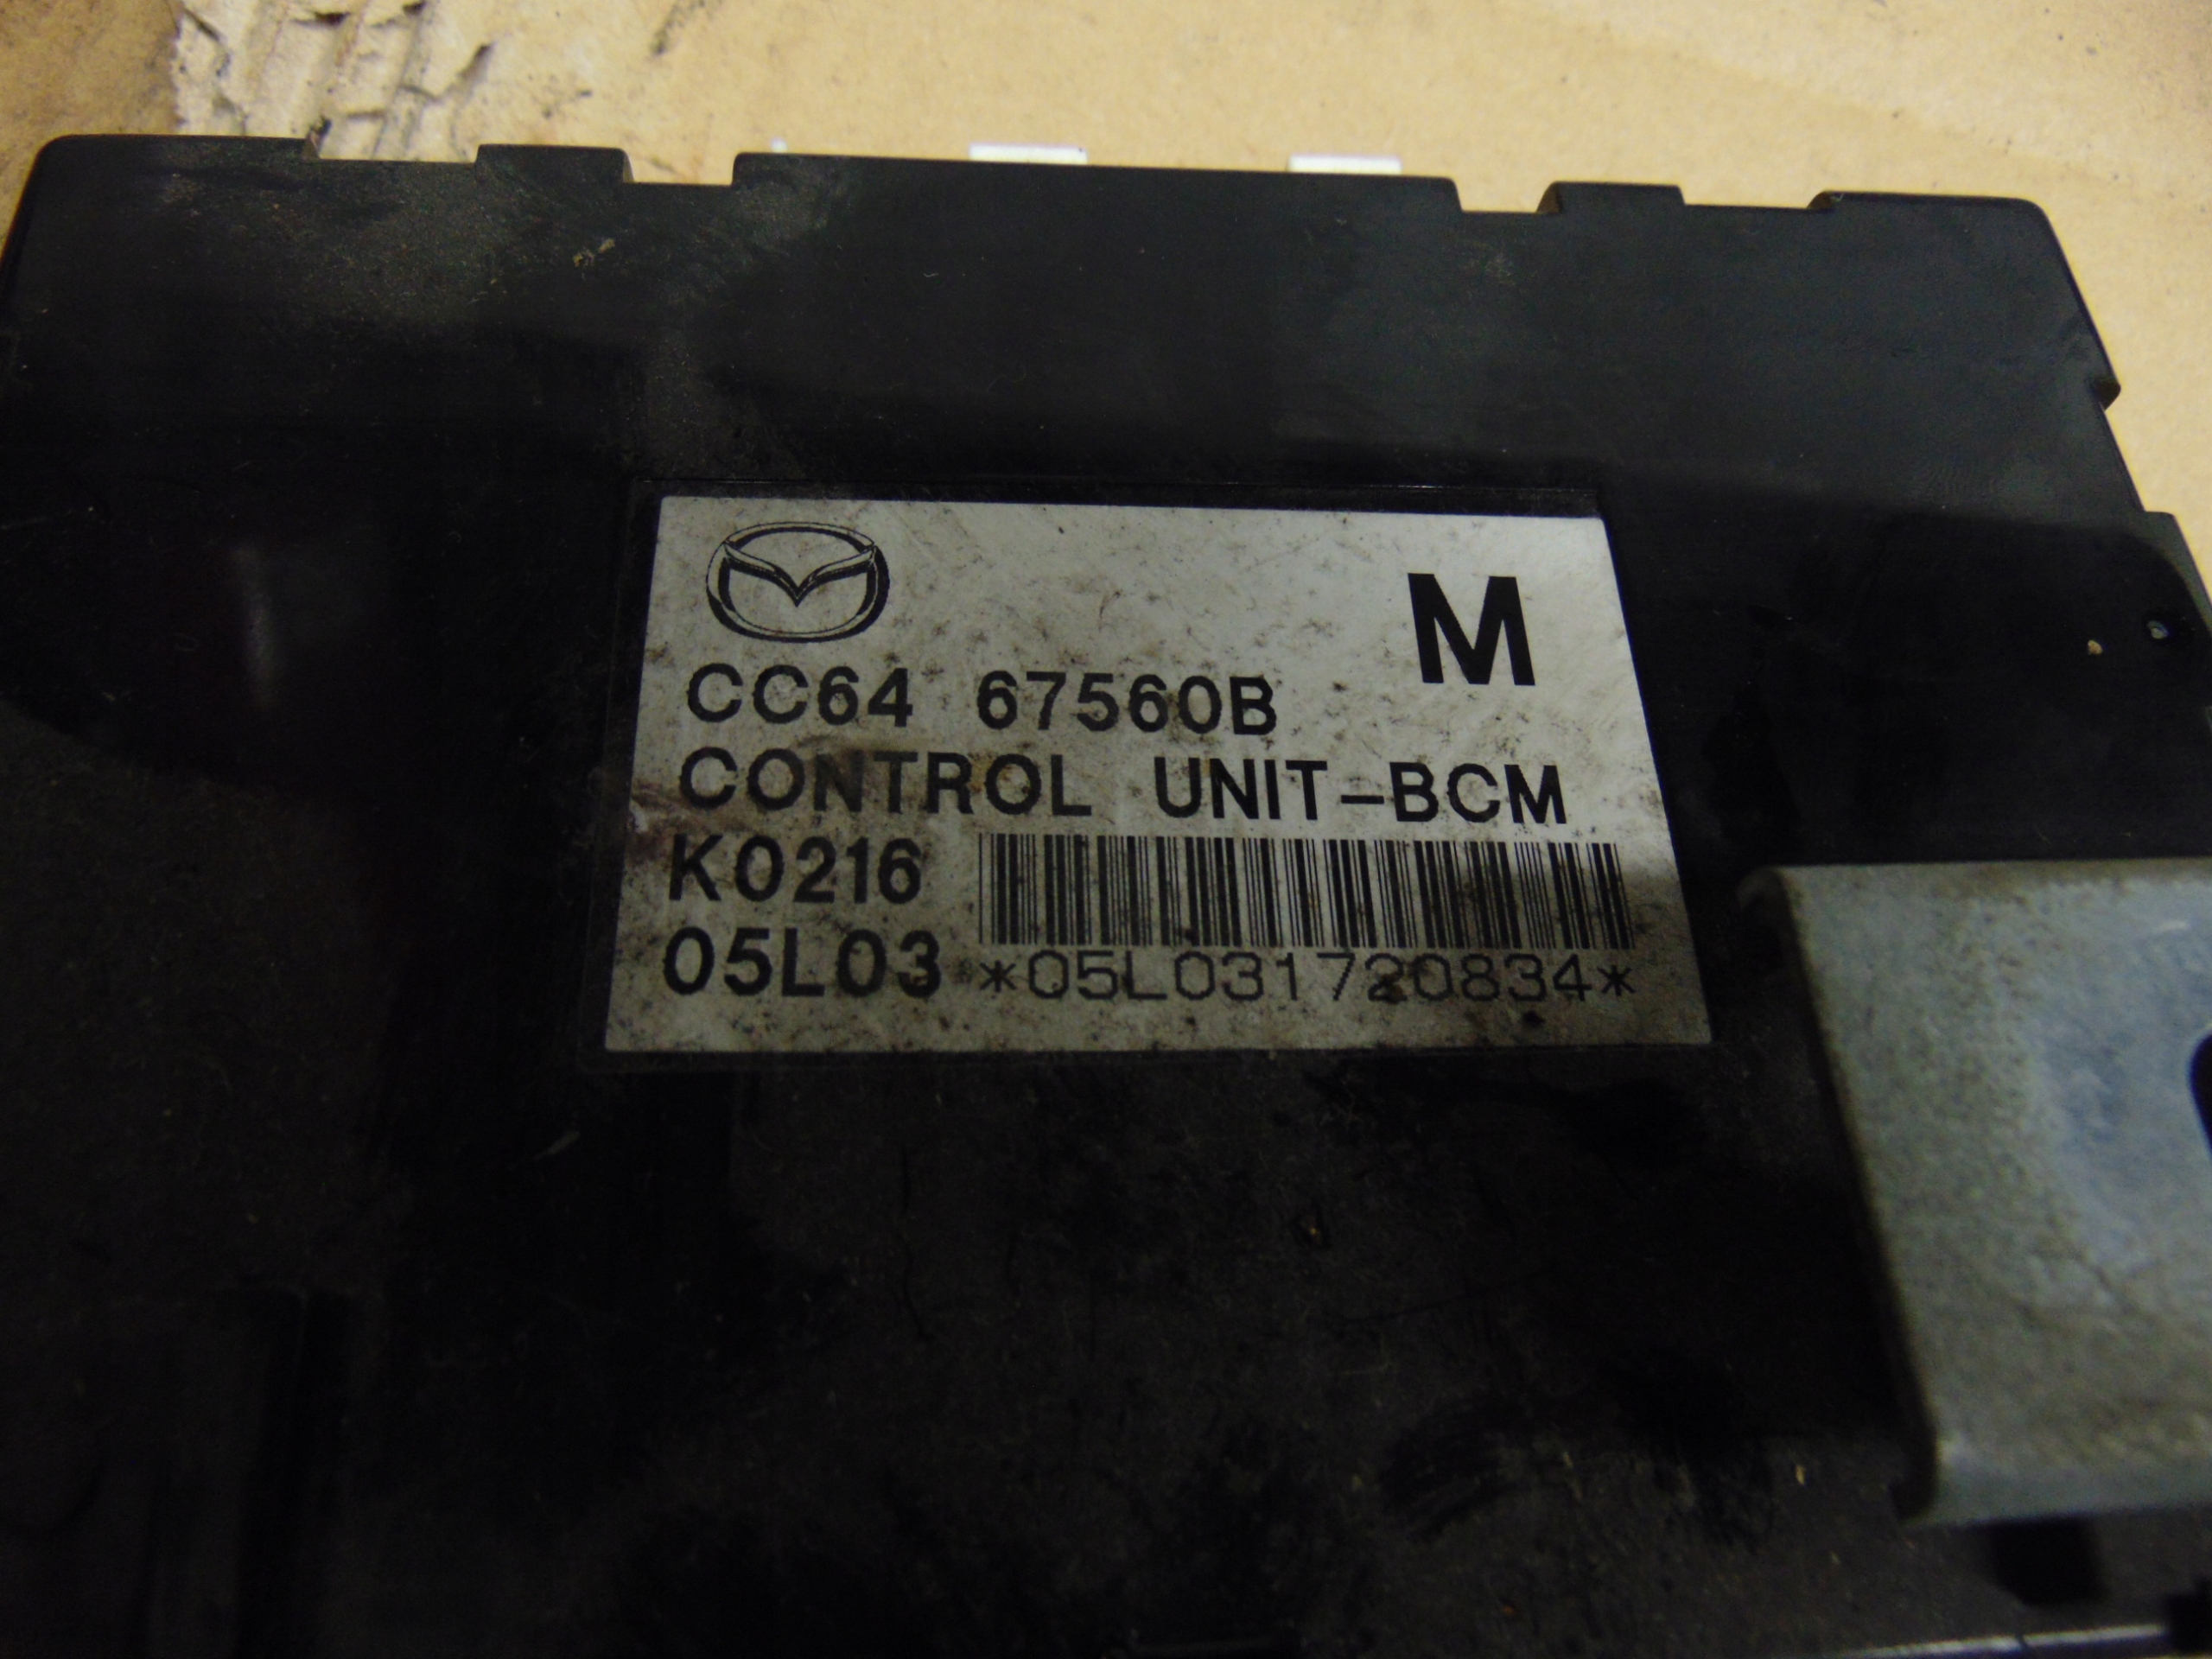 M
CC64 67560B
CONTROL UNIT-BCM
K0216
05L03 *05L031720834*